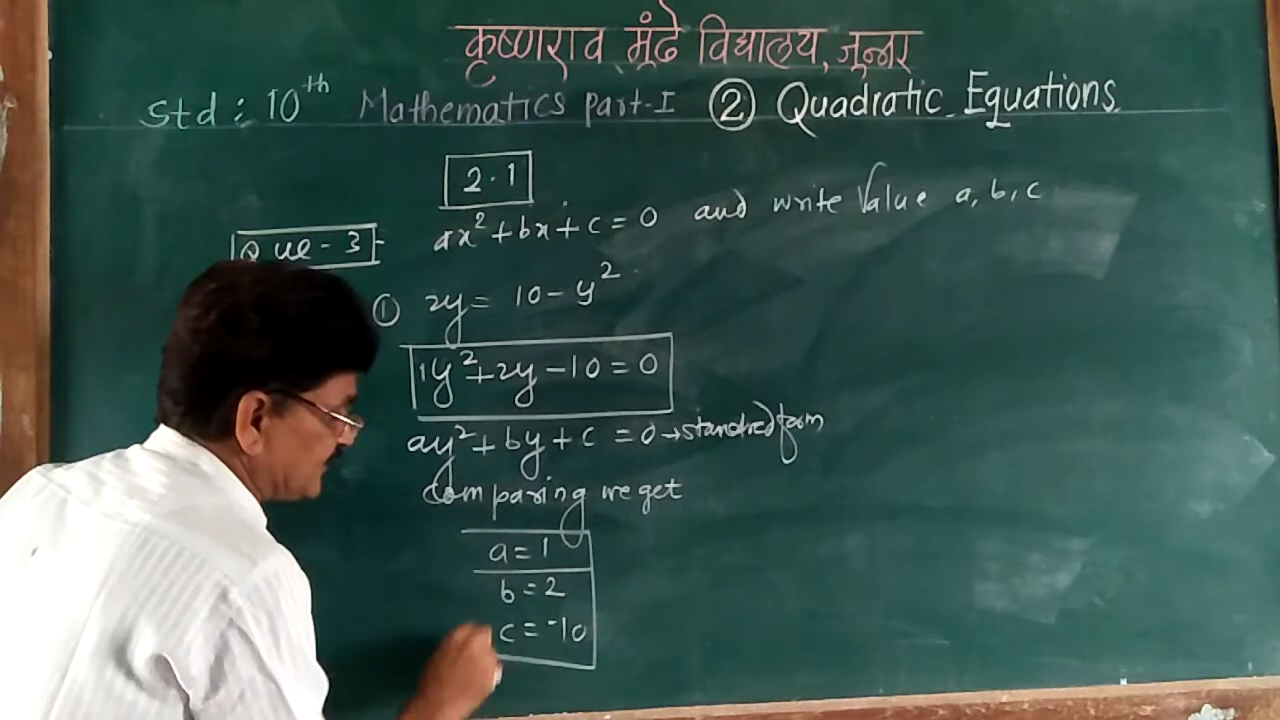 कृष्णराव मुंढे विद्यालय, जुन्नर
Std : 10th Mathematics part-I ② Quadratic Equations
2.1
Que-3 ax²+bx+c=0 and write Value a, b, c
① 2y = 10-y²
1y²+2y-10=0
ay²+by+c=0→standred form
Comparing we get
a=1
b=2
c=-10